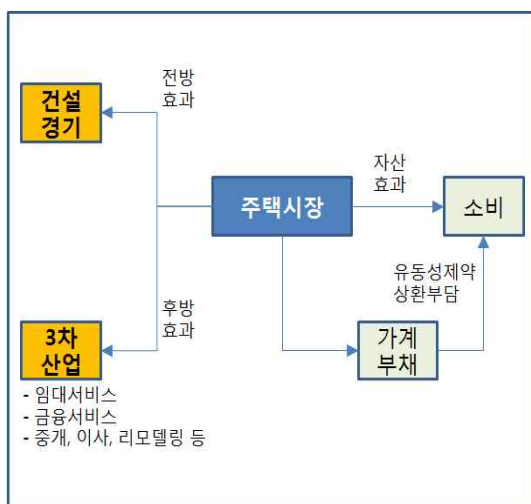 전방
효과
건설
경기
자산
효과
주택시장
소비
유동성제약
상환부담
후방
효과
3차
산업
가계
부채
- 임대서비스
- 금융서비스
- 중개, 이사, 리모델링 등